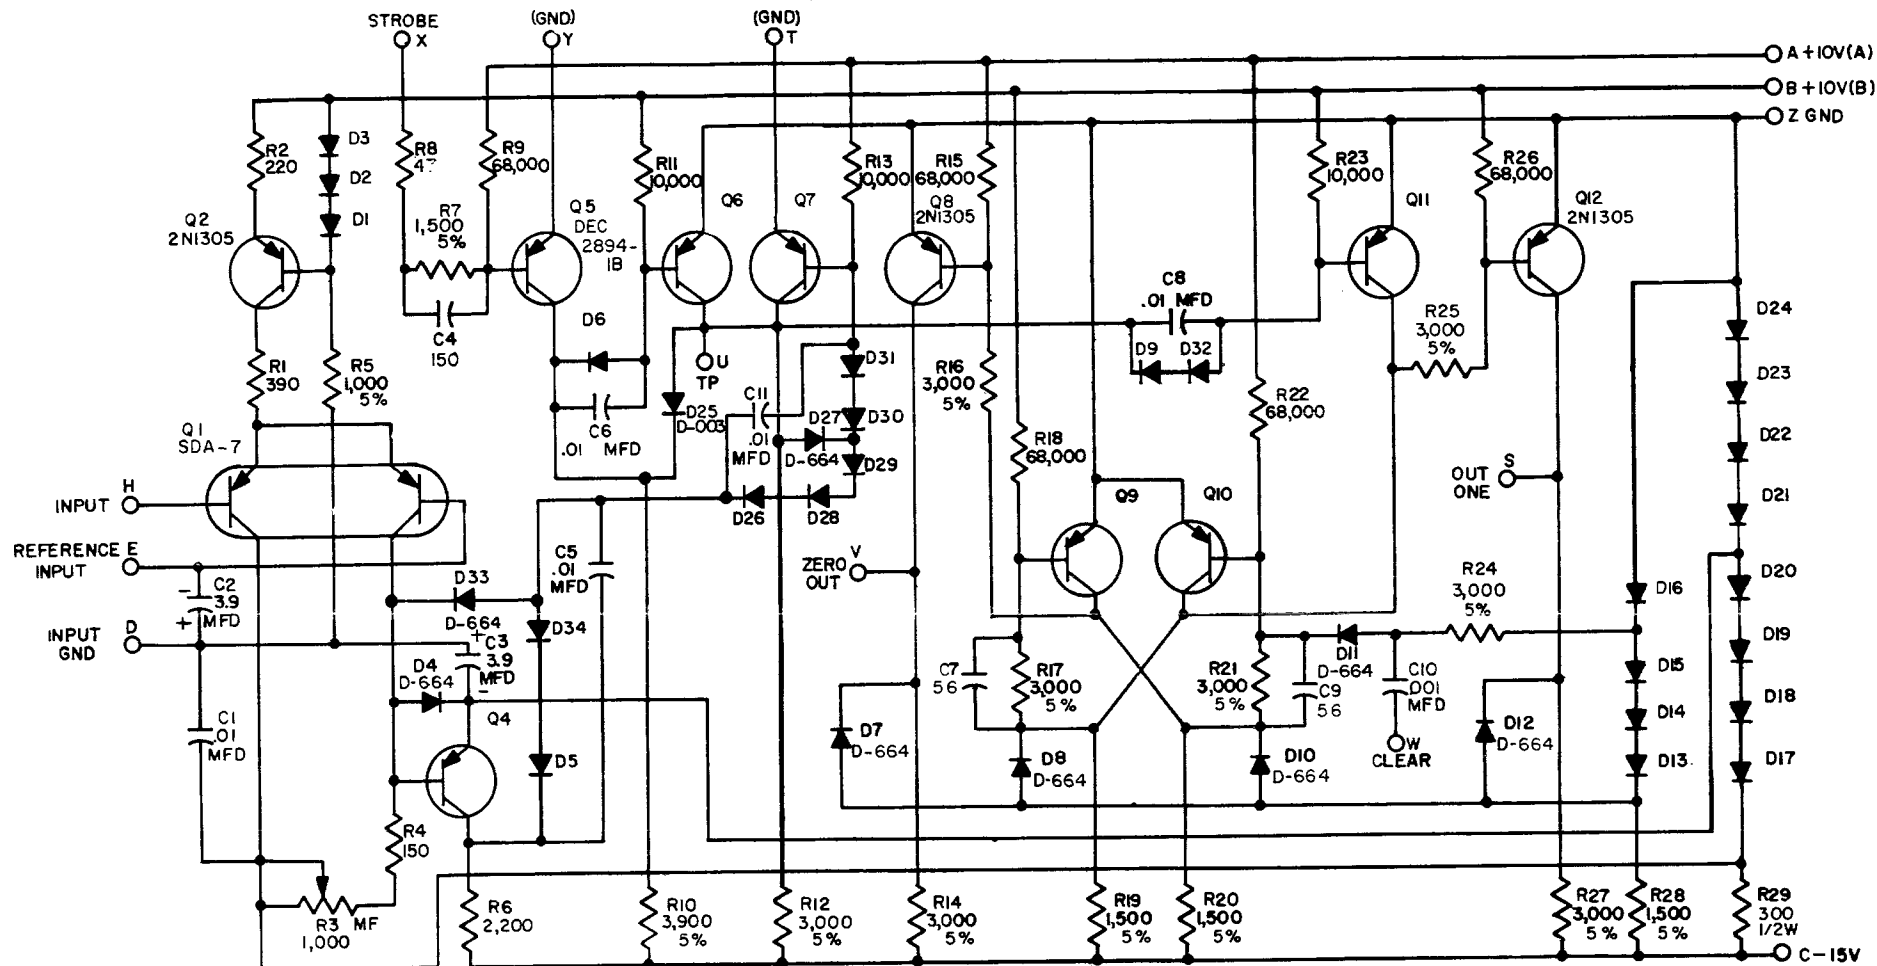 STROBE
X
(GND)
Y
(GND)
T
A +10V(A)
B +10V(B)
Z GND
R2
220
D3
D2
D1
R8
R9
68,000
R7
1,500
5%
C4
150
Q2
2N1305
Q5
DEC
2894-
1B
R11
10,000
Q6
Q7
R13
10,000
R15
68,000
Q8
2N1305
R23
10,000
Q11
R26
68,000
Q12
2N1305
D6
C6
.01 MFD
U
TP
D25
D-003
C11
.01
MFD
D31
D27
D-664
D30
D29
D26
D28
R16
3,000
5%
C8
.01 MFD
D9
D32
R22
68,000
R25
3,000
5%
D24
D23
D22
D21
D20
D19
D18
D17
R1
390
R5
1,000
5%
Q1
SDA-7
H
INPUT
REFERENCE E
INPUT
-
C2
3.9
MFD
+
INPUT
GND
D
C1
.01
MFD
D33
D-664
C5
.01
MFD
D34
+
C3
3.9
MFD
-
D4
D-664
Q4
D5
R4
150
R3
1,000
MF
R6
2,200
R10
3,900
5%
R12
3,000
5%
R14
3,000
5%
ZERO
OUT
V
R18
68,000
Q9
Q10
OUT
ONE
S
C7
56
R17
3,000
5%
R21
3,000
5%
C9
56
D11
D-664
C10
.001
MFD
R24
3,000
5%
D16
D15
D14
D13
D7
D-664
D8
D-664
D10
D-664
W
CLEAR
D12
D-664
R19
1,500
5%
R20
1,500
5%
R27
3,000
5%
R28
1,500
5%
R29
300
1/2W
C-15V